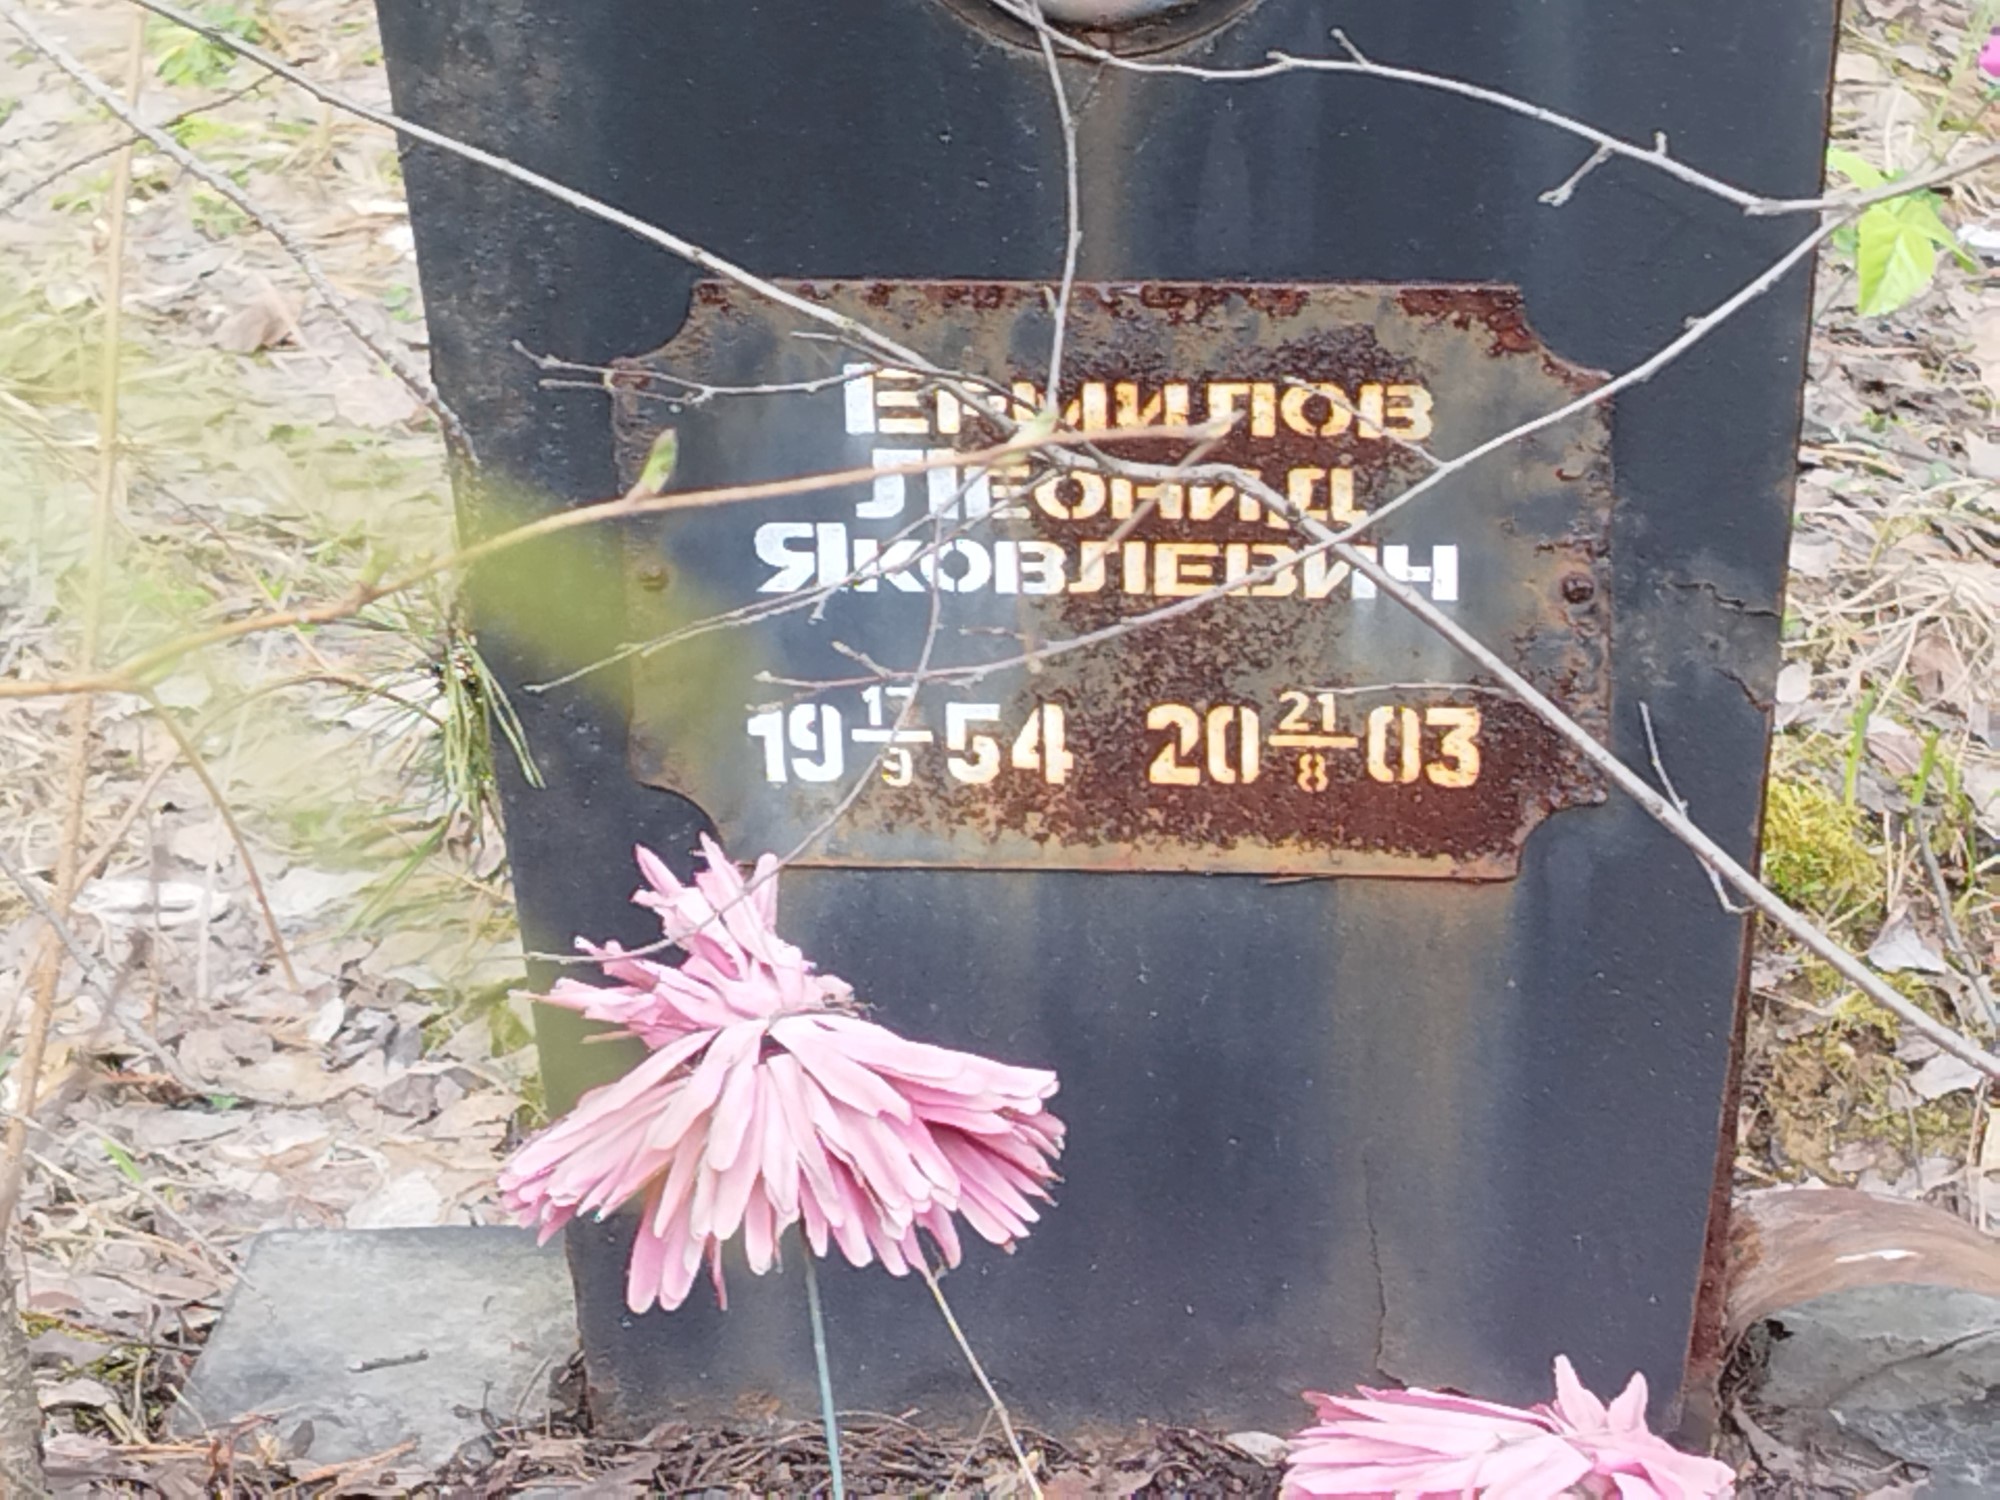 Ермилов
Леонид
Яковлевич
19 17/9 54 20 21/8 03